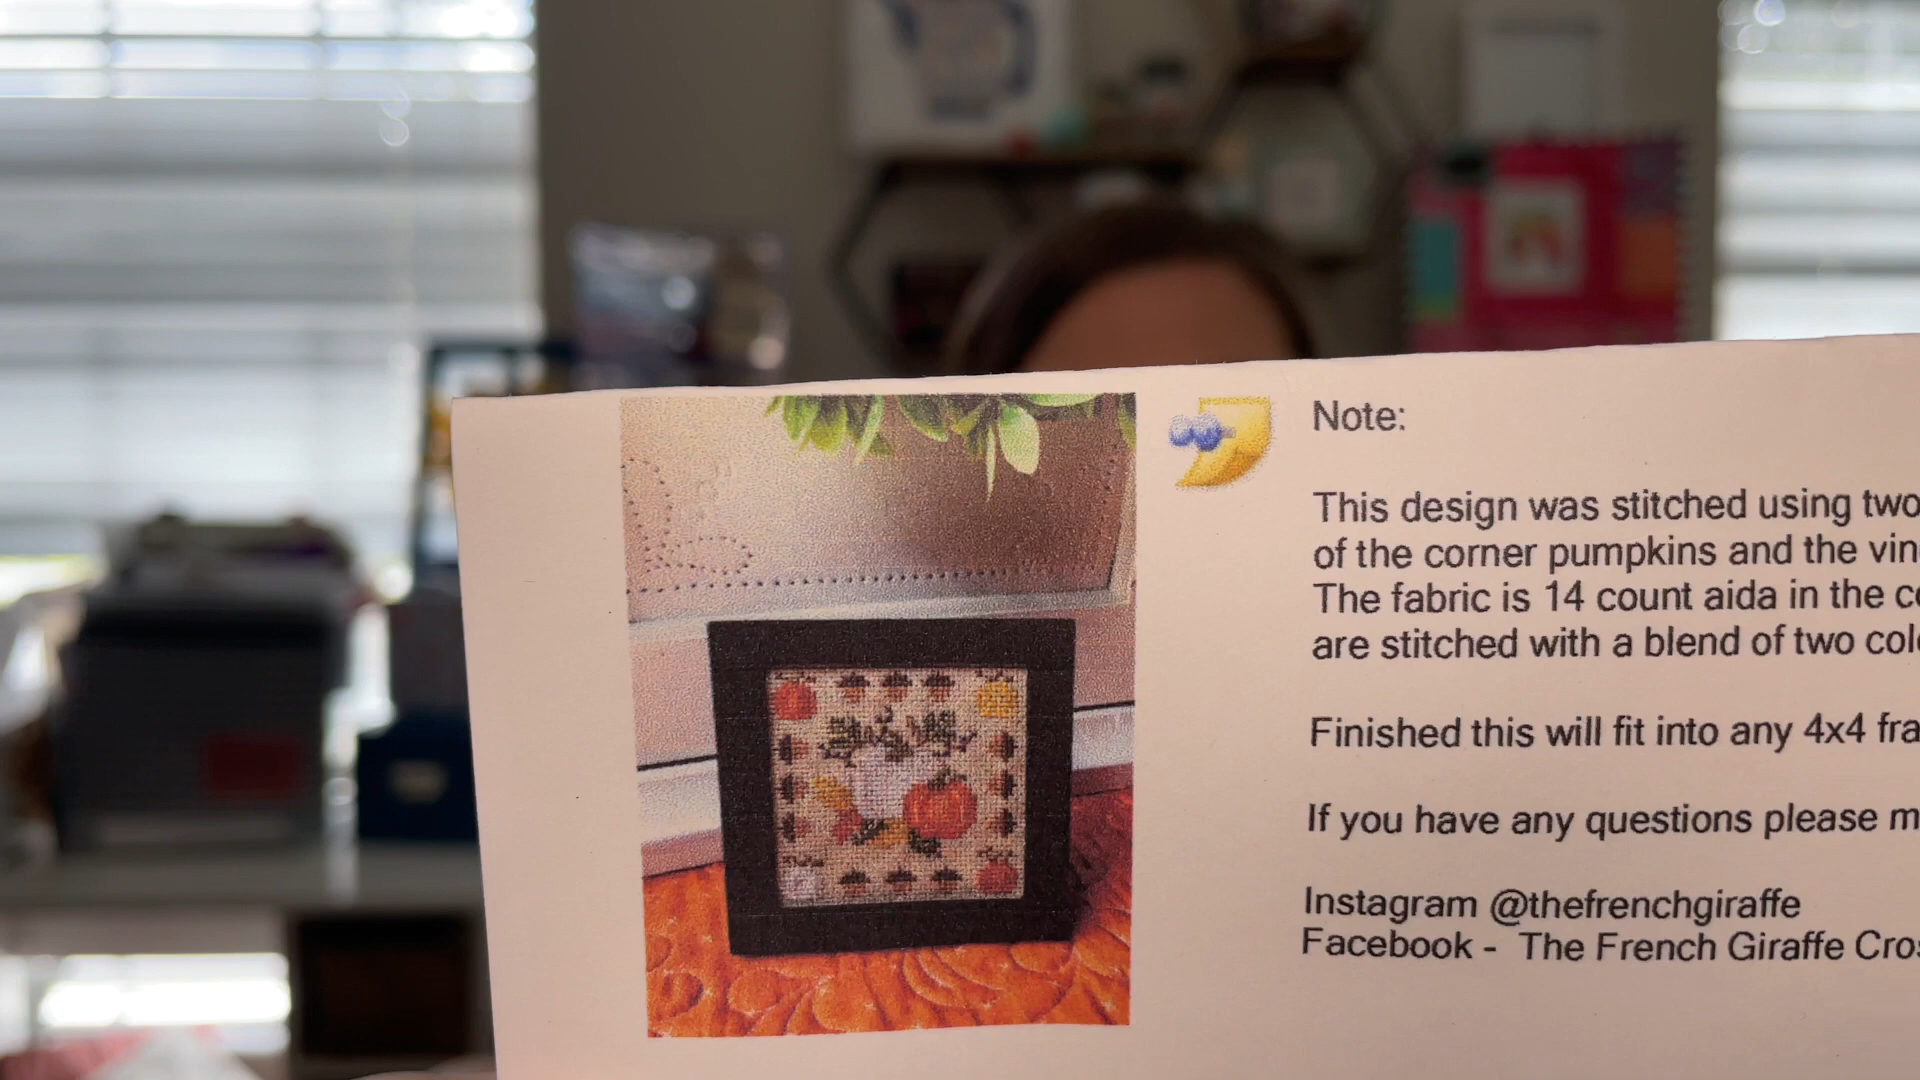 Note:
This design was stitched using two
of the corner pumpkins and the vin
The fabric is 14 count aida in the co
are stitched with a blend of two colo
Finished this will fit into any 4x4 fra
If you have any questions please m
Instagram @thefrenchgiraffe
Facebook - The French Giraffe Cros